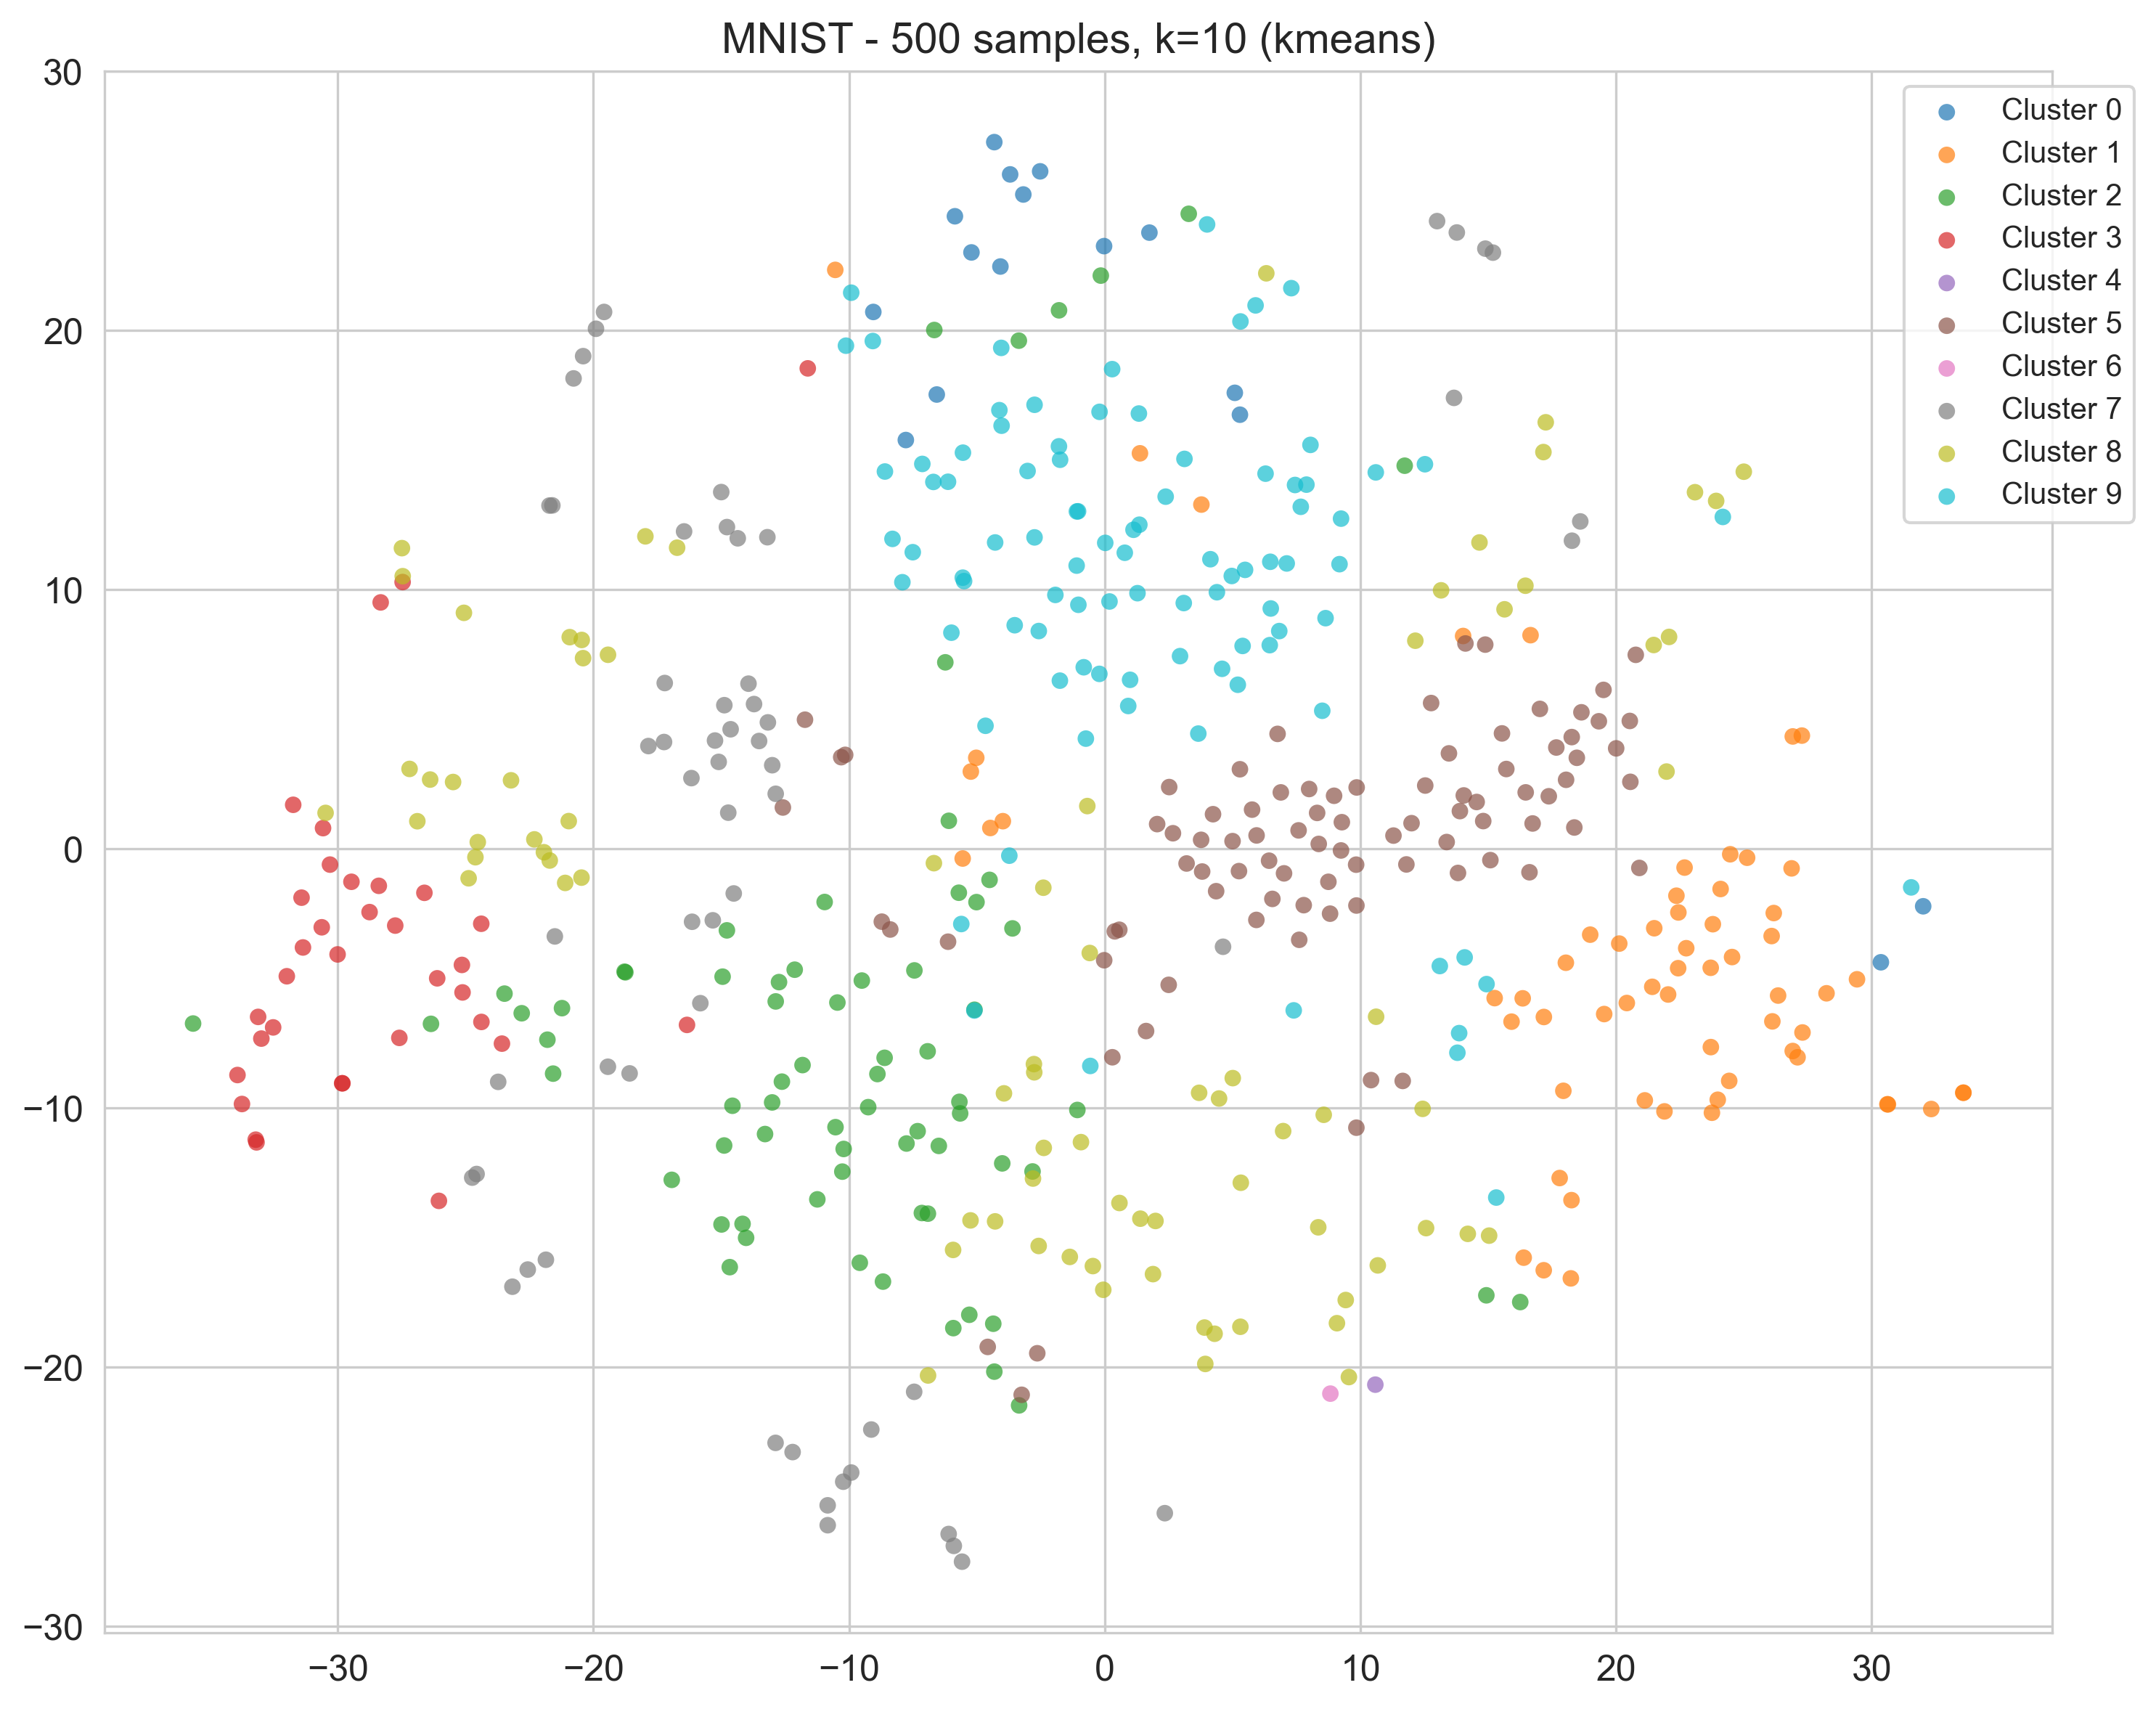 MNIST - 500 samples, k=10 (kmeans)
30
20
10
0
−10
−20
−30
−30 −20 −10 0 10 20 30
Cluster 0
Cluster 1
Cluster 2
Cluster 3
Cluster 4
Cluster 5
Cluster 6
Cluster 7
Cluster 8
Cluster 9